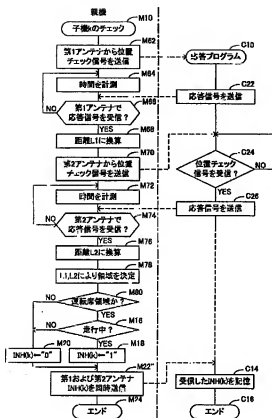 親機
子機kのチェック
M10
第1アンテナから位置
チェック信号を送信
M62
時間を計測
M64
第1アンテナで
応答信号を受信？
M66
NO
YES
距離L1に換算
M68
第2アンテナから位置
チェック信号を送信
M70
時間を計測
M72
第2アンテナで
応答信号を受信？
M74
NO
YES
距離L2に換算
M76
L1,L2により領域を決定
M78
運転席領域か？
M80
NO
YES
走行中？
M16
NO
YES
INH(k)←"0"
M20
INH(k)←"1"
M18
第1および第2アンテナ
INH(k)を同時送信
M22"
エンド
M24
応答プログラム
C10
応答信号を送信
C22
位置チェック
信号を受信？
C24
NO
YES
応答信号を送信
C26
受信したINH(k)を記憶
C14
エンド
C16